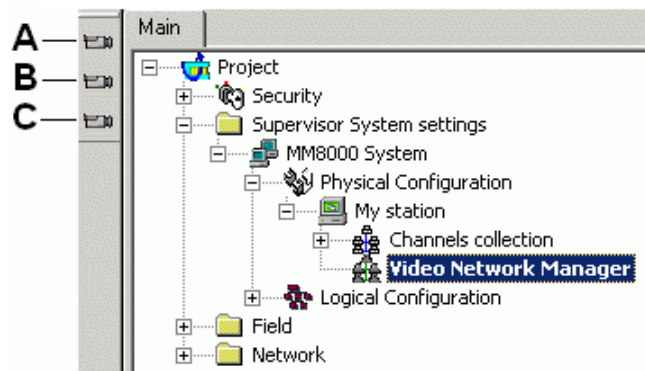 Main
A
Project
B
Security
C
Supervisor System settings
MM8000 System
Physical Configuration
My station
Channels collection
Video Network Manager
Logical Configuration
Field
Network